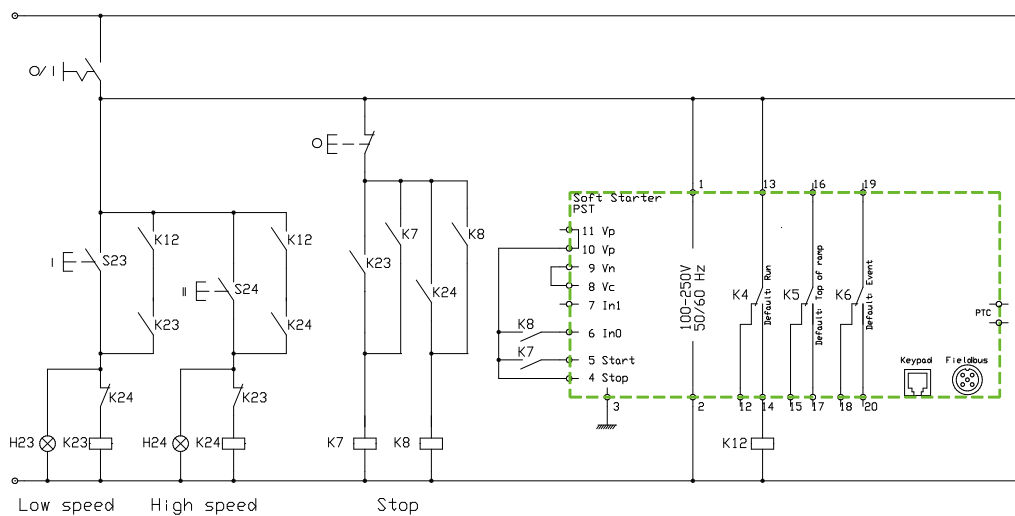 O/ I
O
1
13
16
19
Soft Starter
PST
11 Vp
10 Vp
9 Vn
8 Vc
7 In1
6 In0
5 Start
4 Stop
3
K12
K12
K7
K8
I
S23
II
S24
K23
K24
K23
K24
K8
K7
100-250V
50/60 Hz
K4
Default: Run
K5
Default: Top of ramp
K6
Default: Event
PTC
Keypad
Fieldbus
K24
K23
2
12
14
15
17
18
20
H23
K23
H24
K24
K7
K8
K12
Low speed
High speed
Stop